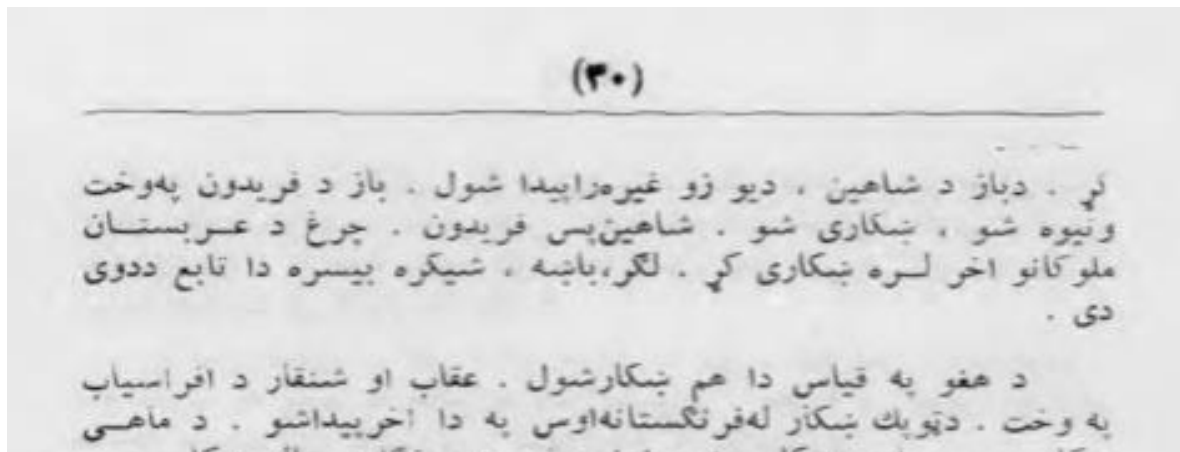 (۳۰)
کړ . دباز د شاهین ، دیو زو غیره‌راپیدا شول . باز د فریدون په‌وخت
ونیوه شو ، ښکاری شو . شاهین‌پس فریدون . چرغ د عربستان
ملوکانو اخر لره ښکاری کړ . لگر،باښه ، شیکره بیسره دا تابع ددوی
دی .
د هغو په قیاس دا هم ښکارشول . عقاب او شنقار د افراسیاب
په وخت . دټوپك ښکار له‌فرنگستانه‌اوس په دا اخرپیداشو . د ماهی